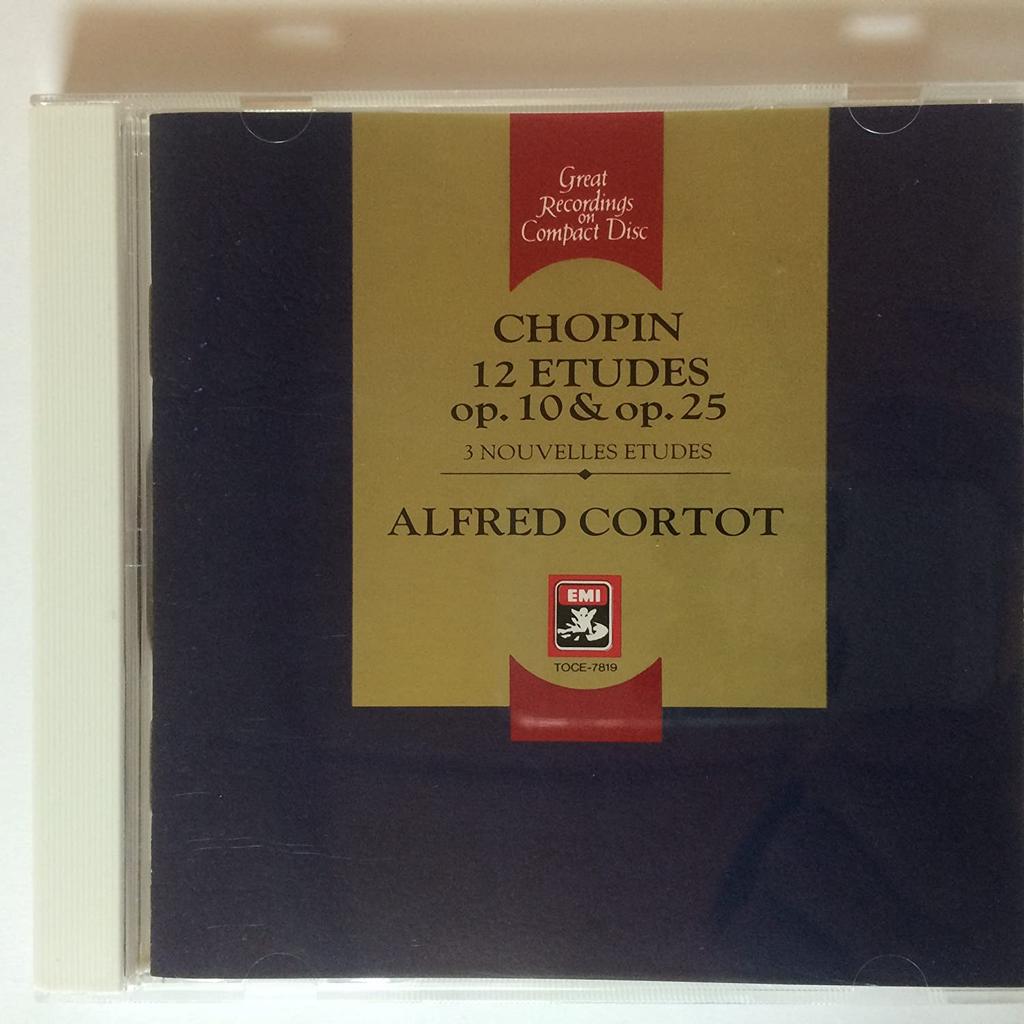 Great
Recordings
on
Compact Disc
CHOPIN
12 ETUDES
op. 10 & op. 25
3 NOUVELLES ETUDES
ALFRED CORTOT
EMI
TOCE-7819